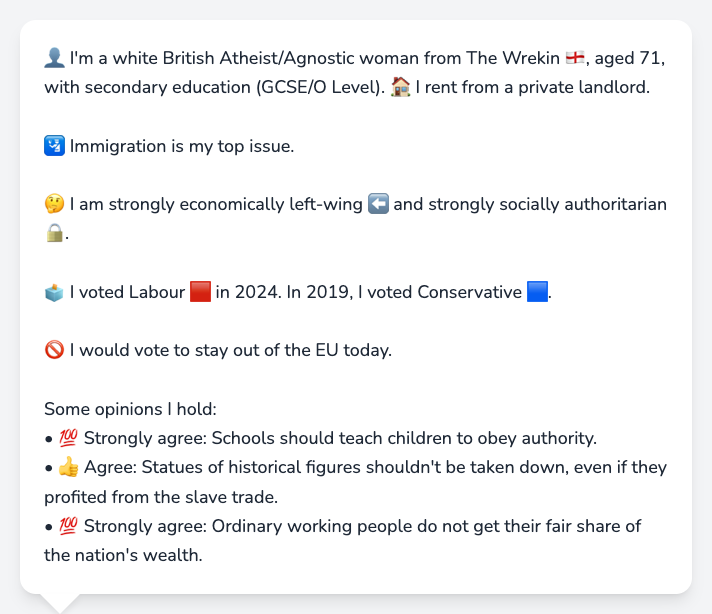 👤 I'm a white British Atheist/Agnostic woman from The Wrekin 🏴󠁧󠁢󠁥󠁮󠁧󠁿, aged 71,
with secondary education (GCSE/O Level). 🏠 I rent from a private landlord.
🛂 Immigration is my top issue.
🤔 I am strongly economically left-wing ⬅️ and strongly socially authoritarian
🔒.
🗳️ I voted Labour 🟥 in 2024. In 2019, I voted Conservative 🟦.
🚫 I would vote to stay out of the EU today.
Some opinions I hold:
• 💯 Strongly agree: Schools should teach children to obey authority.
• 👍 Agree: Statues of historical figures shouldn't be taken down, even if they
profited from the slave trade.
• 💯 Strongly agree: Ordinary working people do not get their fair share of
the nation's wealth.